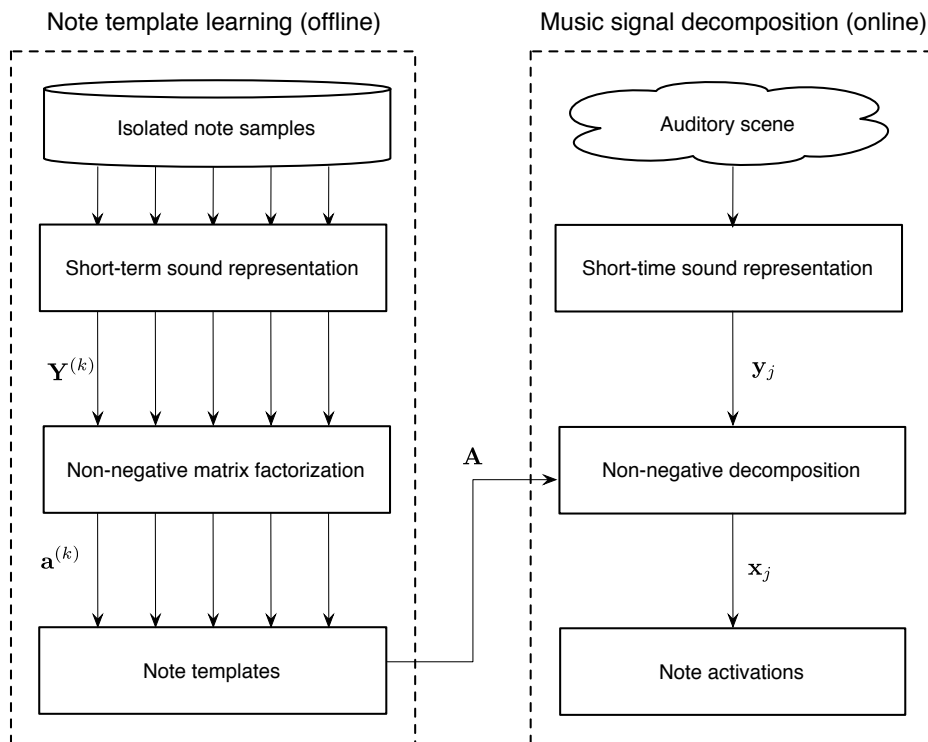 Note template learning (offline)
Isolated note samples
Short-term sound representation
Y^{(k)}
Non-negative matrix factorization
a^{(k)}
Note templates
A
Music signal decomposition (online)
Auditory scene
Short-time sound representation
y_j
Non-negative decomposition
x_j
Note activations